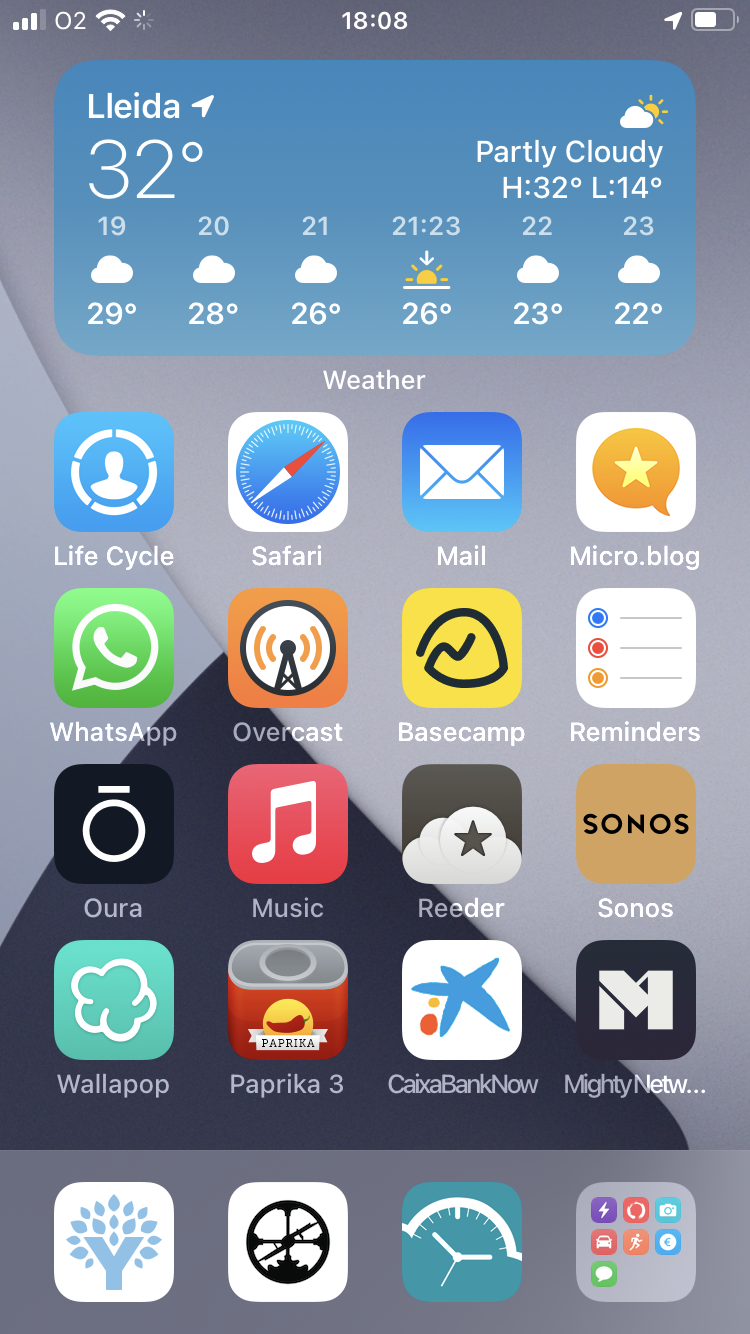 O2 18:08
Lleida
32°
Partly Cloudy
H:32° L:14°
19 20 21 21:23 22 23
29° 28° 26° 26° 23° 22°
Weather
SONOS
Life Cycle Safari Mail Micro.blog
WhatsApp Overcast Basecamp Reminders
Oura Music Reeder Sonos
PAPRIKA
Wallapop Paprika 3 CaixaBankNow Mighty Netw...